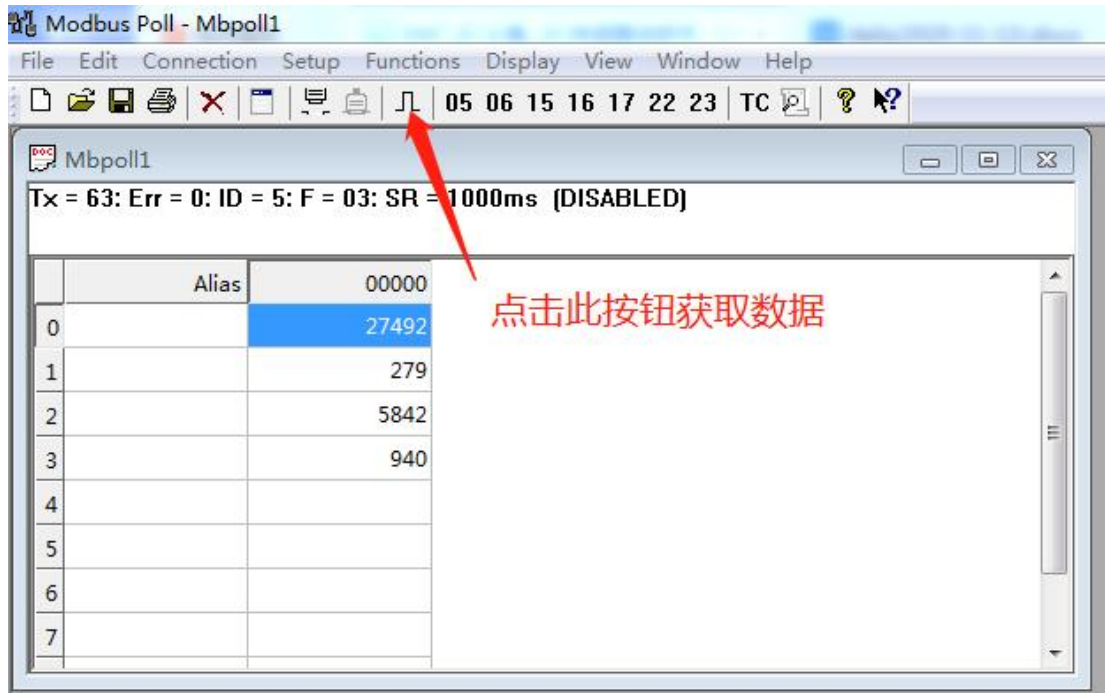 Modbus Poll - Mbpoll1
File Edit Connection Setup Functions Display View Window Help
05 06 15 16 17 22 23 TC
Mbpoll1
Tx = 63: Err = 0: ID = 5: F = 03: SR = 1000ms (DISABLED)
Alias 00000
点击此按钮获取数据
0 27492
1 279
2 5842
3 940
4
5
6
7